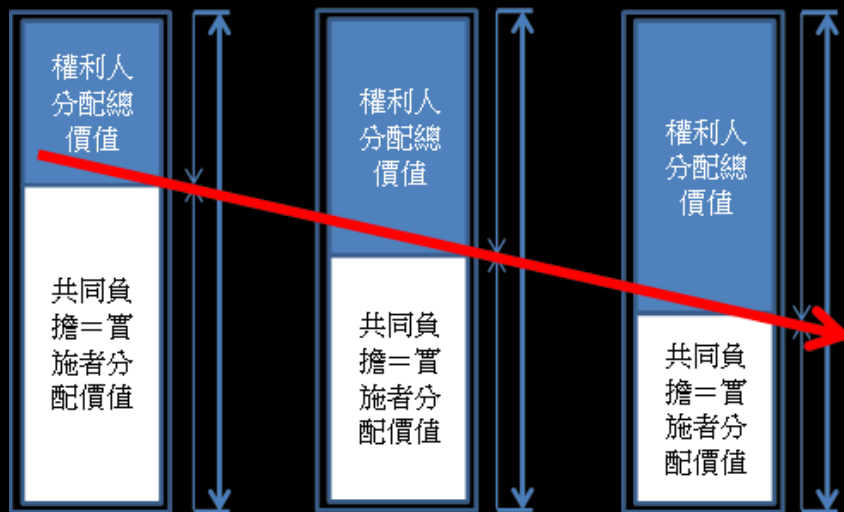 權利人
分配總
價值
共同負
擔＝實
施者分
配價值
權利人
分配總
價值
共同負
擔＝實
施者分
配價值
權利人
分配總
價值
共同負
擔＝實
施者分
配價值